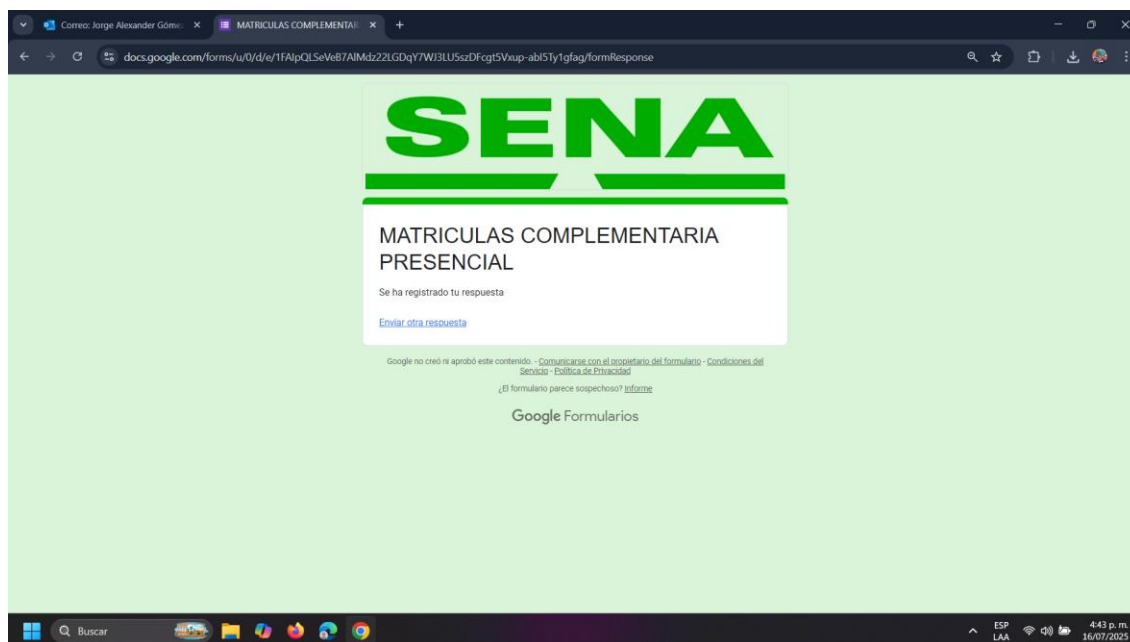 Correo: Jorge Alexander Góme
MATRICULAS COMPLEMENTAR
docs.google.com/forms/u/0/d/e/1FAIpQLSeVeB7AlMdz22LGDqY7WJ3LU5szDFcgt5Vxup-abI5Ty1gfag/formResponse
SENA
MATRICULAS COMPLEMENTARIA
PRESENCIAL
Se ha registrado tu respuesta
Enviar otra respuesta
Google no creó ni aprobó este contenido. - Comunicarse con el propietario del formulario - Condiciones del
Servicio - Política de Privacidad
¿El formulario parece sospechoso? Informe
Google Formularios
Buscar
ESP
LAA
4:43 p. m.
16/07/2025